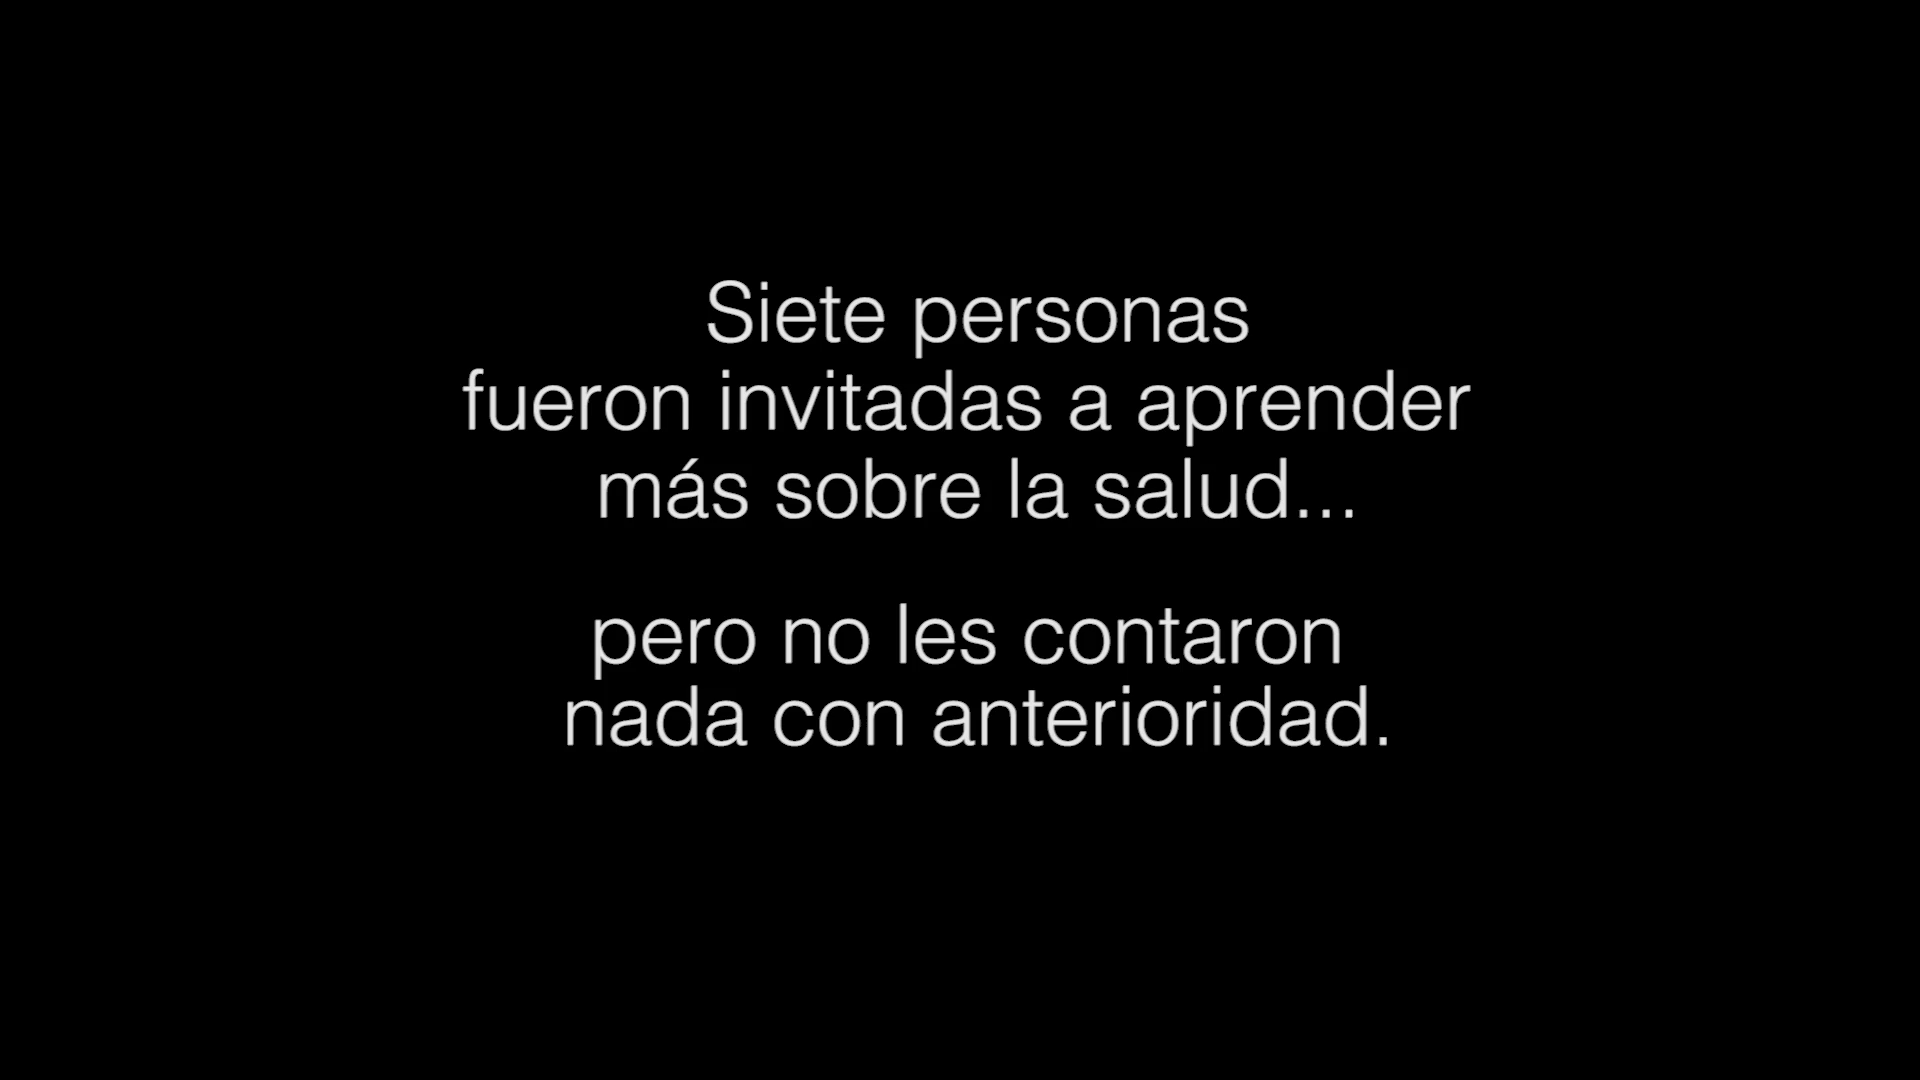 Siete personas
fueron invitadas a aprender
más sobre la salud...
pero no les contaron
nada con anterioridad.